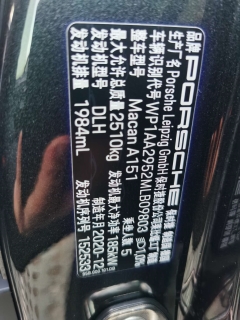 品牌 PORSCHE 保时捷
生产厂名 Porsche Leipzig GmbH
车辆识别代号 WP1AA2952MLB09803
整车型号 Macan A151 乘坐人数 5
最大允许总质量 2510kg
发动机型号 DLH 发动机最大净功率 185kW
发动机排量 1984mL 制造年月 2020-12
发动机序号 152533